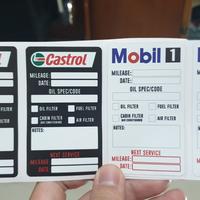 Castrol
MILEAGE:
DATE:
OIL SPEC/CODE
OIL FILTER
FUEL FILTER
CABIN FILTER
AIR FILTER
NOTES:
NEXT SERVICE
MILEAGE:
DATE:
Mobil 1
MILEAGE:
DATE:
OIL SPEC/CODE
OIL FILTER
FUEL FILTER
CABIN FILTER
AIR FILTER
NOTES:
NEXT SERVICE
MILEAGE:
DATE: